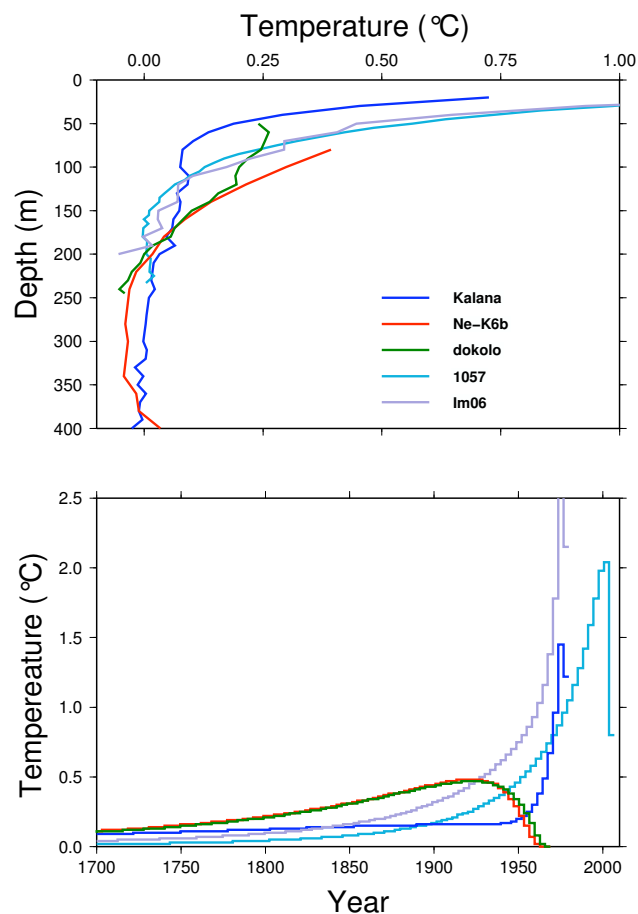 Temperature (°C)
0.00 0.25 0.50 0.75 1.00
0
50
100
150
200
250
300
350
400
Depth (m)
Kalana
Ne−K6b
dokolo
1057
lm06
2.5
2.0
1.5
1.0
0.5
0.0
Tempereature (°C)
1700 1750 1800 1850 1900 1950 2000
Year